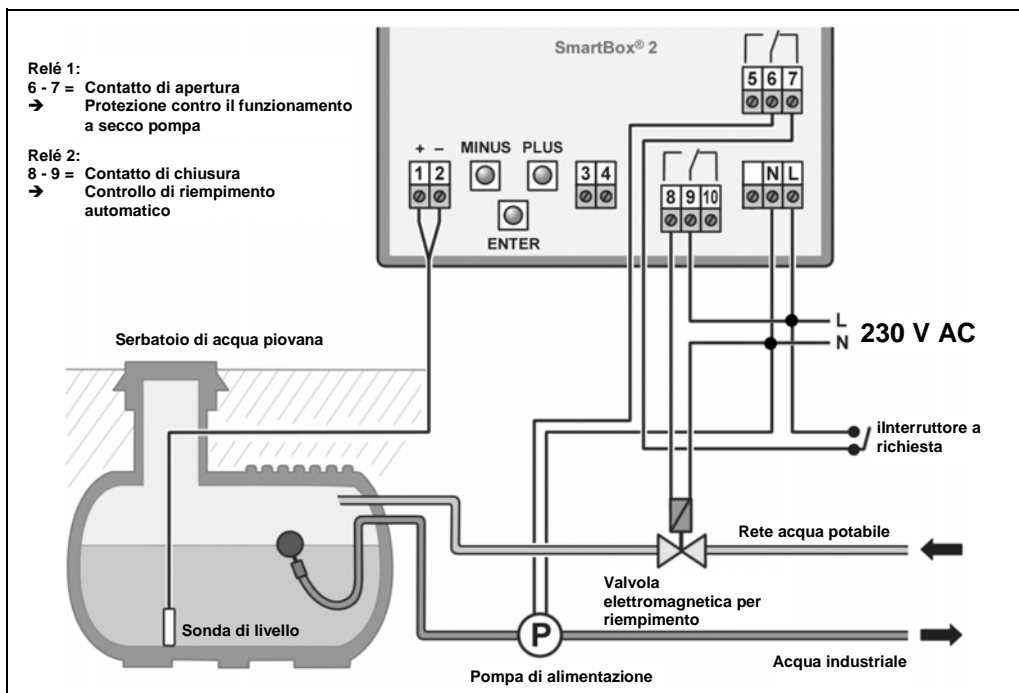 SmartBox® 2
Relé 1:
6 - 7 = Contatto di apertura
➔ Protezione contro il funzionamento
a secco pompa
Relé 2:
8 - 9 = Contatto di chiusura
➔ Controllo di riempimento
automatico
5 6 7
+ – MINUS PLUS
1 2
3 4
8 9 10
N L
ENTER
L
N
230 V AC
Serbatoio di acqua piovana
iInterruttore a
richiesta
Rete acqua potabile
Valvola
elettromagnetica per
riempimento
Sonda di livello
P
Acqua industriale
Pompa di alimentazione